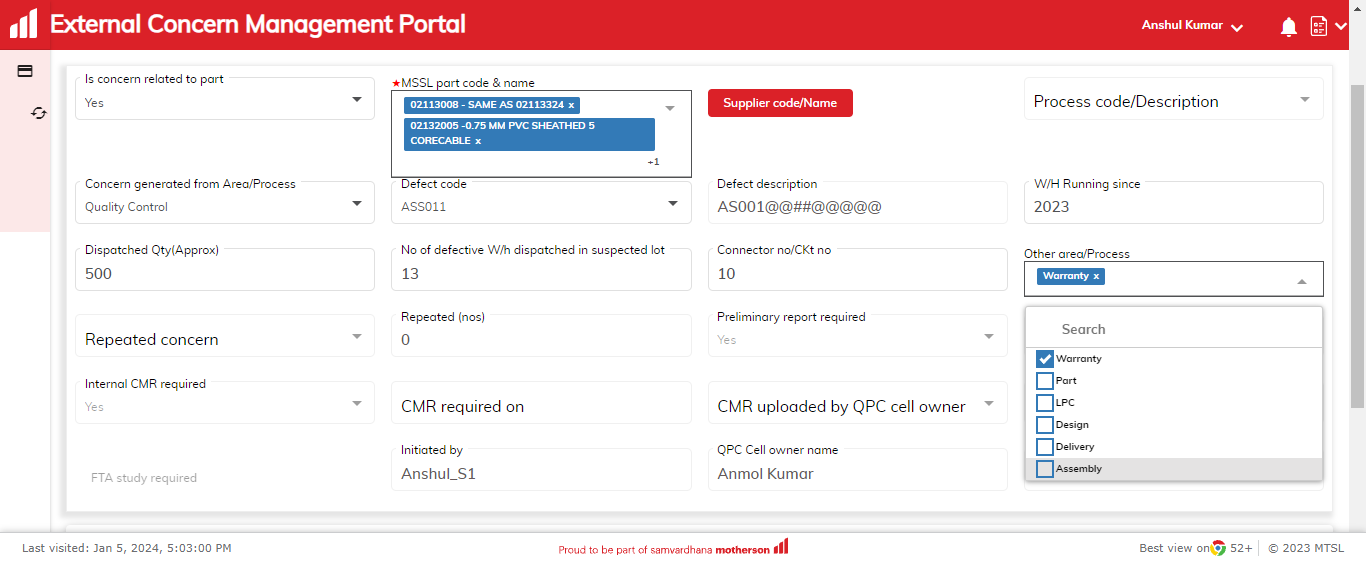 External Concern Management Portal
Anshul Kumar
Is concern related to part
Yes
★MSSL part code & name
02113008 - SAME AS 02113324 x
02132005 -0.75 MM PVC SHEATHED 5
CORECABLE x
+1
Supplier code/Name
Process code/Description
Concern generated from Area/Process
Quality Control
Defect code
ASS011
Defect description
AS001@@##@@@@@
W/H Running since
2023
Dispatched Qty(Approx)
500
No of defective W/h dispatched in suspected lot
13
Connector no/CKt no
10
Other area/Process
Warranty x
Repeated concern
Repeated (nos)
0
Preliminary report required
Yes
Search
Warranty
Part
LPC
Design
Delivery
Assembly
Internal CMR required
Yes
CMR required on
CMR uploaded by QPC cell owner
FTA study required
Initiated by
Anshul_S1
QPC Cell owner name
Anmol Kumar
Last visited: Jan 5, 2024, 5:03:00 PM
Proud to be part of samvardhana motherson
Best view on 52+ | © 2023 MTSL